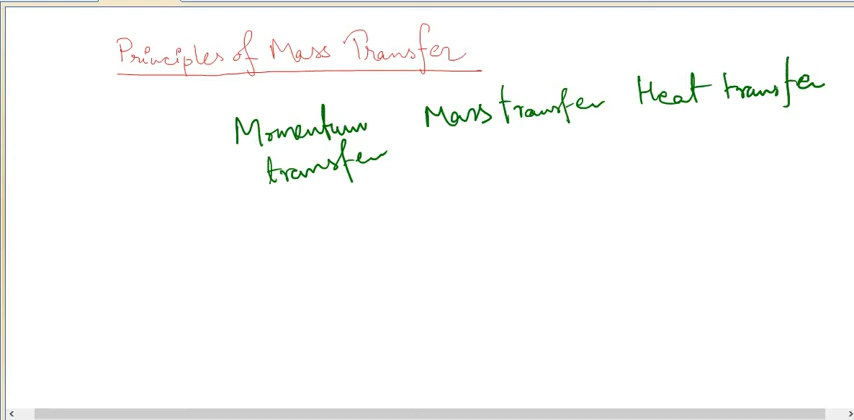 Principles of Mass Transfer
Momentum transfer
Mass transfer
Heat transfer